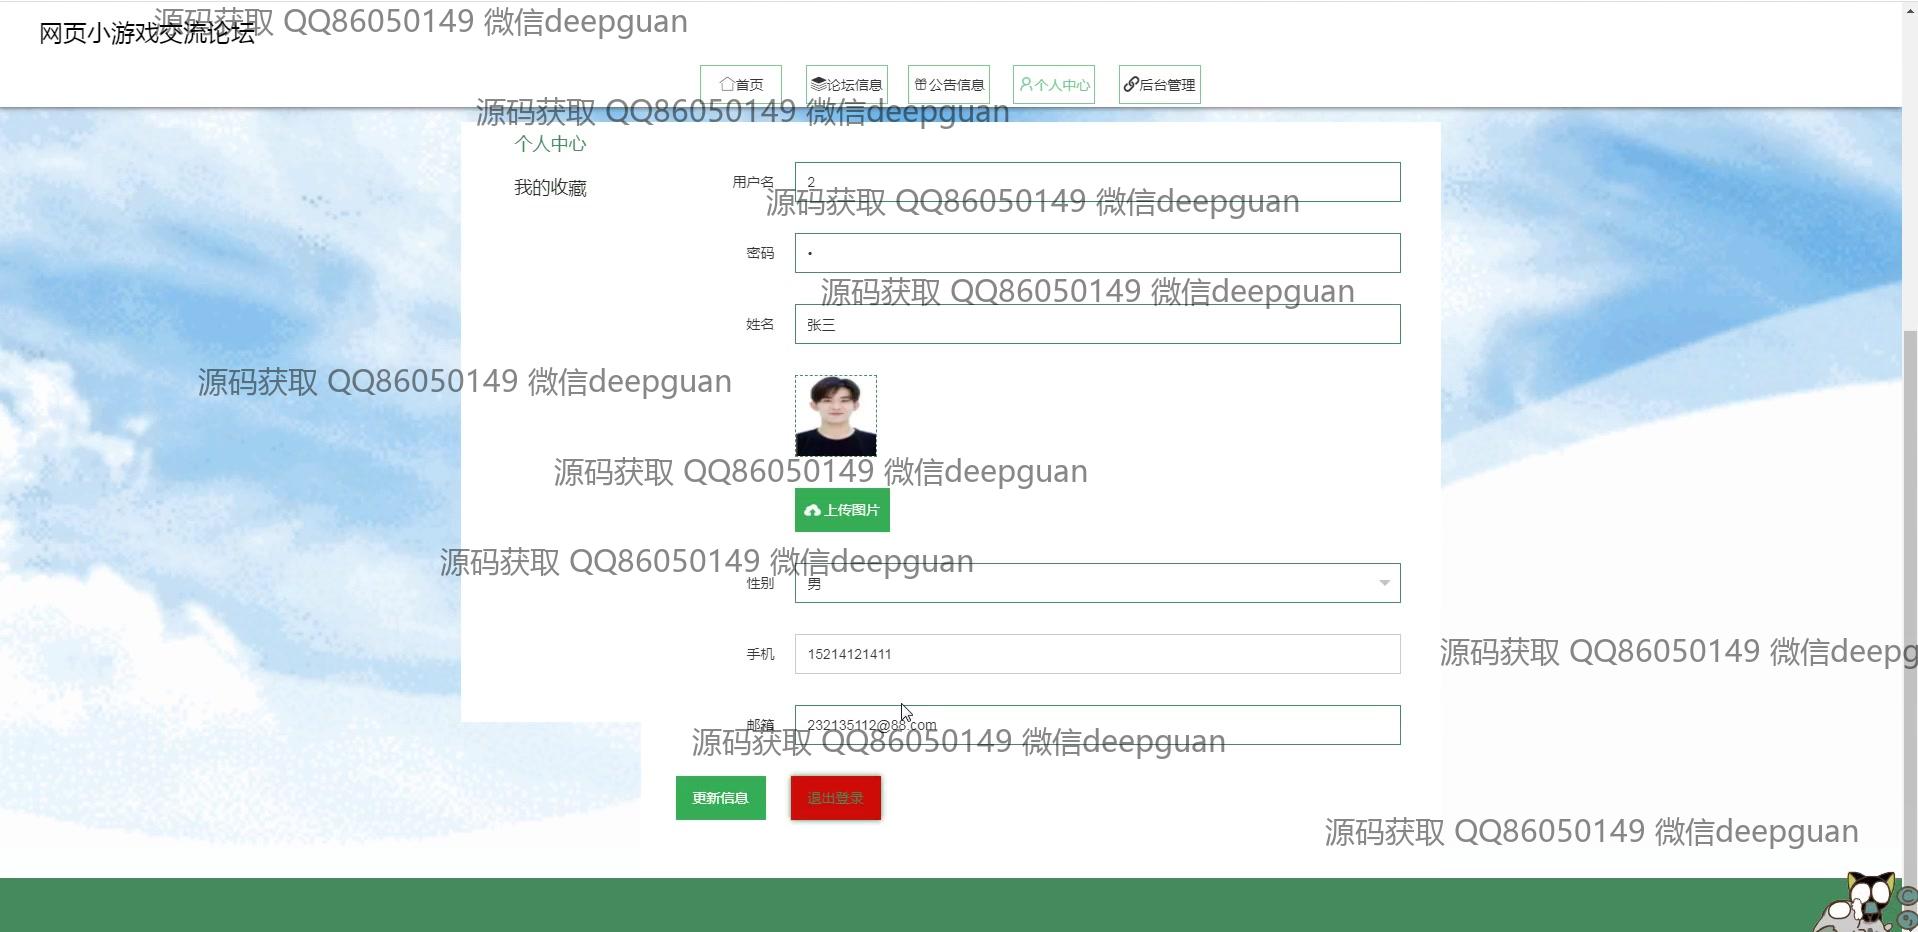 源码获取 QQ86050149 微信deepguan
网页小游戏交流论坛
首页
论坛信息
公告信息
个人中心
后台管理
源码获取 QQ86050149 微信deepguan
个人中心
我的收藏
用户名
2
源码获取 QQ86050149 微信deepguan
密码
•
源码获取 QQ86050149 微信deepguan
姓名
张三
源码获取 QQ86050149 微信deepguan
源码获取 QQ86050149 微信deepguan
上传图片
源码获取 QQ86050149 微信deepguan
性别
男
手机
15214121411
源码获取 QQ86050149 微信deepg
邮箱
232135112@88.com
源码获取 QQ86050149 微信deepguan
更新信息
退出登录
源码获取 QQ86050149 微信deepguan